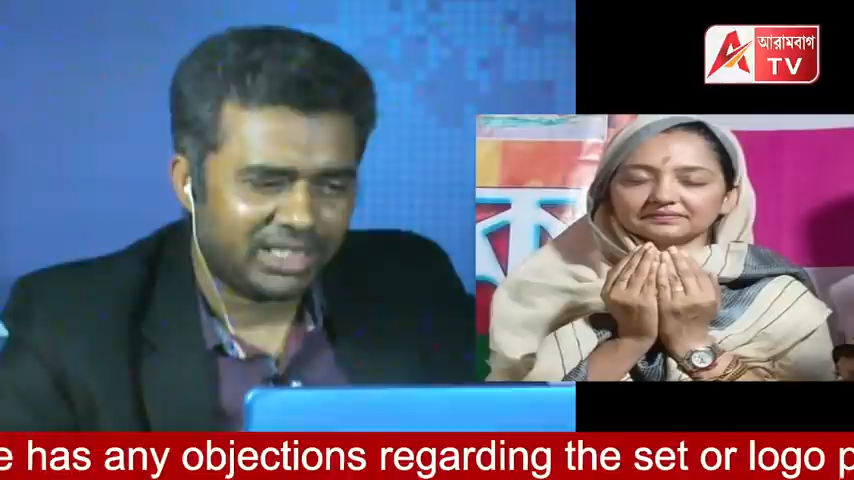 আরামবাগ
TV
has any objections regarding the set or logo